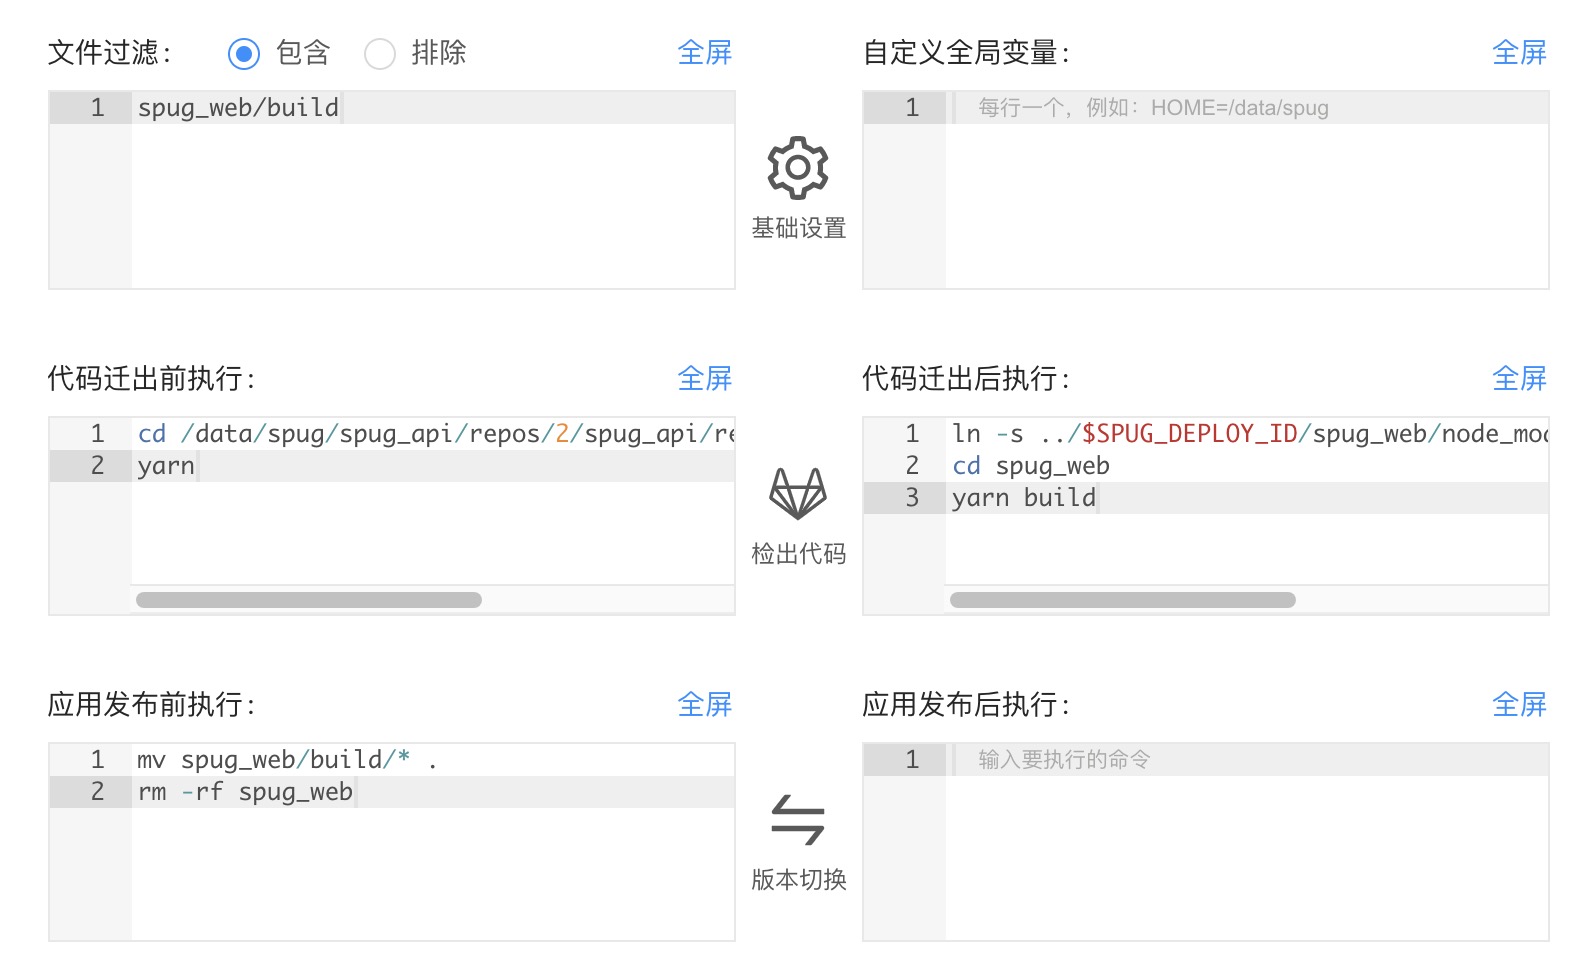 文件过滤: 包含 排除 全屏
1 spug_web/build
自定义全局变量: 全屏
1 每行一个，例如：HOME=/data/spug
基础设置
代码迁出前执行: 全屏
1 cd /data/spug/spug_api/repos/2/spug_api/re
2 yarn
代码迁出后执行: 全屏
1 ln -s ../$SPUG_DEPLOY_ID/spug_web/node_mod
2 cd spug_web
3 yarn build
检出代码
应用发布前执行: 全屏
1 mv spug_web/build/* .
2 rm -rf spug_web
应用发布后执行: 全屏
1 输入要执行的命令
版本切换